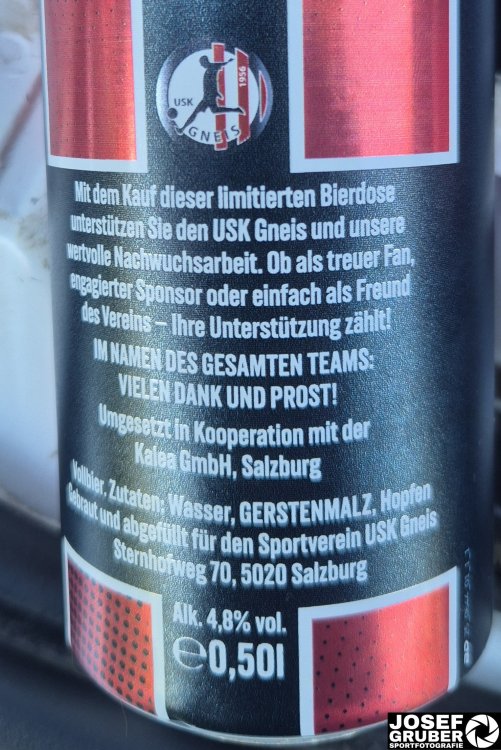 1956
USK
GNEIS
Mit dem Kauf dieser limitierten Bierdose
unterstützen Sie den USK Gneis und unsere
wertvolle Nachwuchsarbeit. Ob als treuer Fan,
engagierter Sponsor oder einfach als Freund
des Vereins – Ihre Unterstützung zählt!
IM NAMEN DES GESAMTEN TEAMS:
VIELEN DANK UND PROST!
Umgesetzt in Kooperation mit der
Kalea GmbH, Salzburg
Vollbier. Zutaten: Wasser, GERSTENMALZ, Hopfen
Gebraut und abgefüllt für den Sportverein USK Gneis
Sternhofweg 70, 5020 Salzburg
Alk. 4,8% vol.
℮0,50l
JOSEF
GRUBER
SPORTFOTOGRAFIE